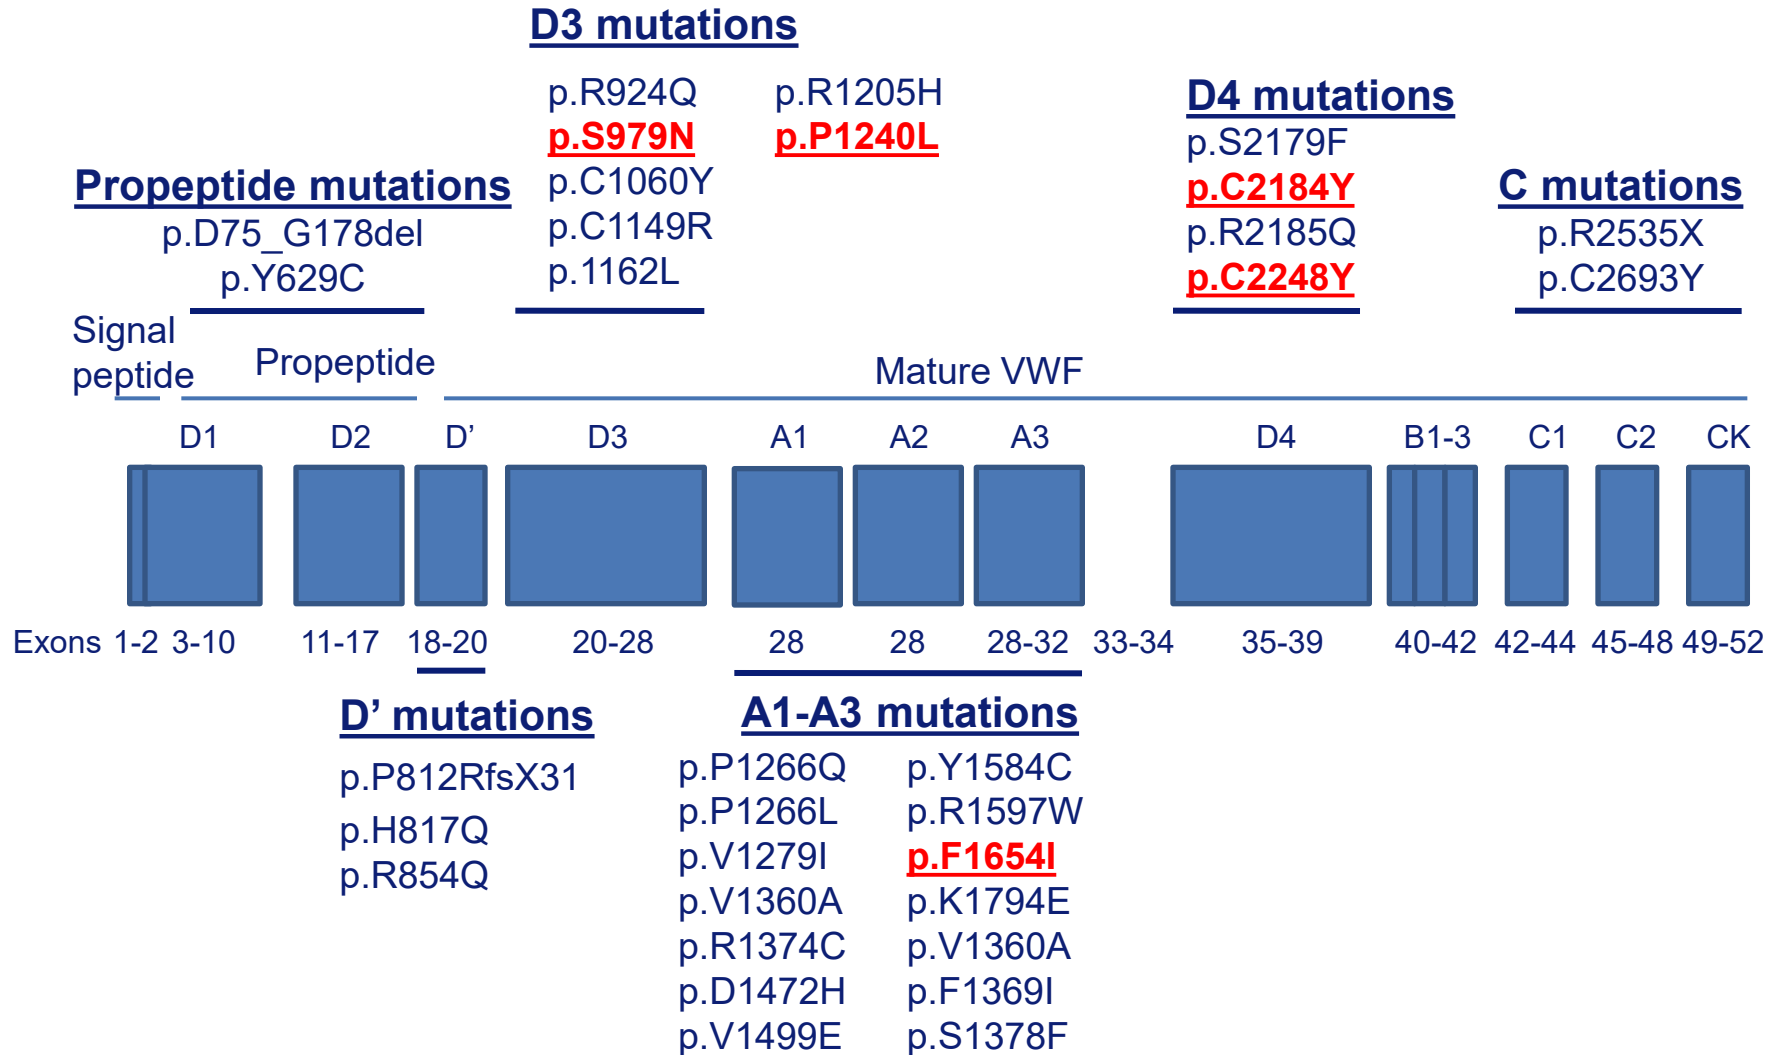 D3 mutations
p.R924Q
p.S979N
p.C1060Y
p.C1149R
p.1162L
p.R1205H
p.P1240L
D4 mutations
p.S2179F
p.C2184Y
p.R2185Q
p.C2248Y
Propeptide mutations
p.D75_G178del
p.Y629C
C mutations
p.R2535X
p.C2693Y
Signal
peptide
Propeptide
Mature VWF
D1 D2 D’ D3 A1 A2 A3 D4 B1-3 C1 C2 CK
Exons 1-2 3-10 11-17 18-20 20-28 28 28 28-32 33-34 35-39 40-42 42-44 45-48 49-52
D’ mutations
p.P812RfsX31
p.H817Q
p.R854Q
A1-A3 mutations
p.P1266Q
p.P1266L
p.V1279I
p.V1360A
p.R1374C
p.D1472H
p.V1499E
p.Y1584C
p.R1597W
p.F1654I
p.K1794E
p.V1360A
p.F1369I
p.S1378F